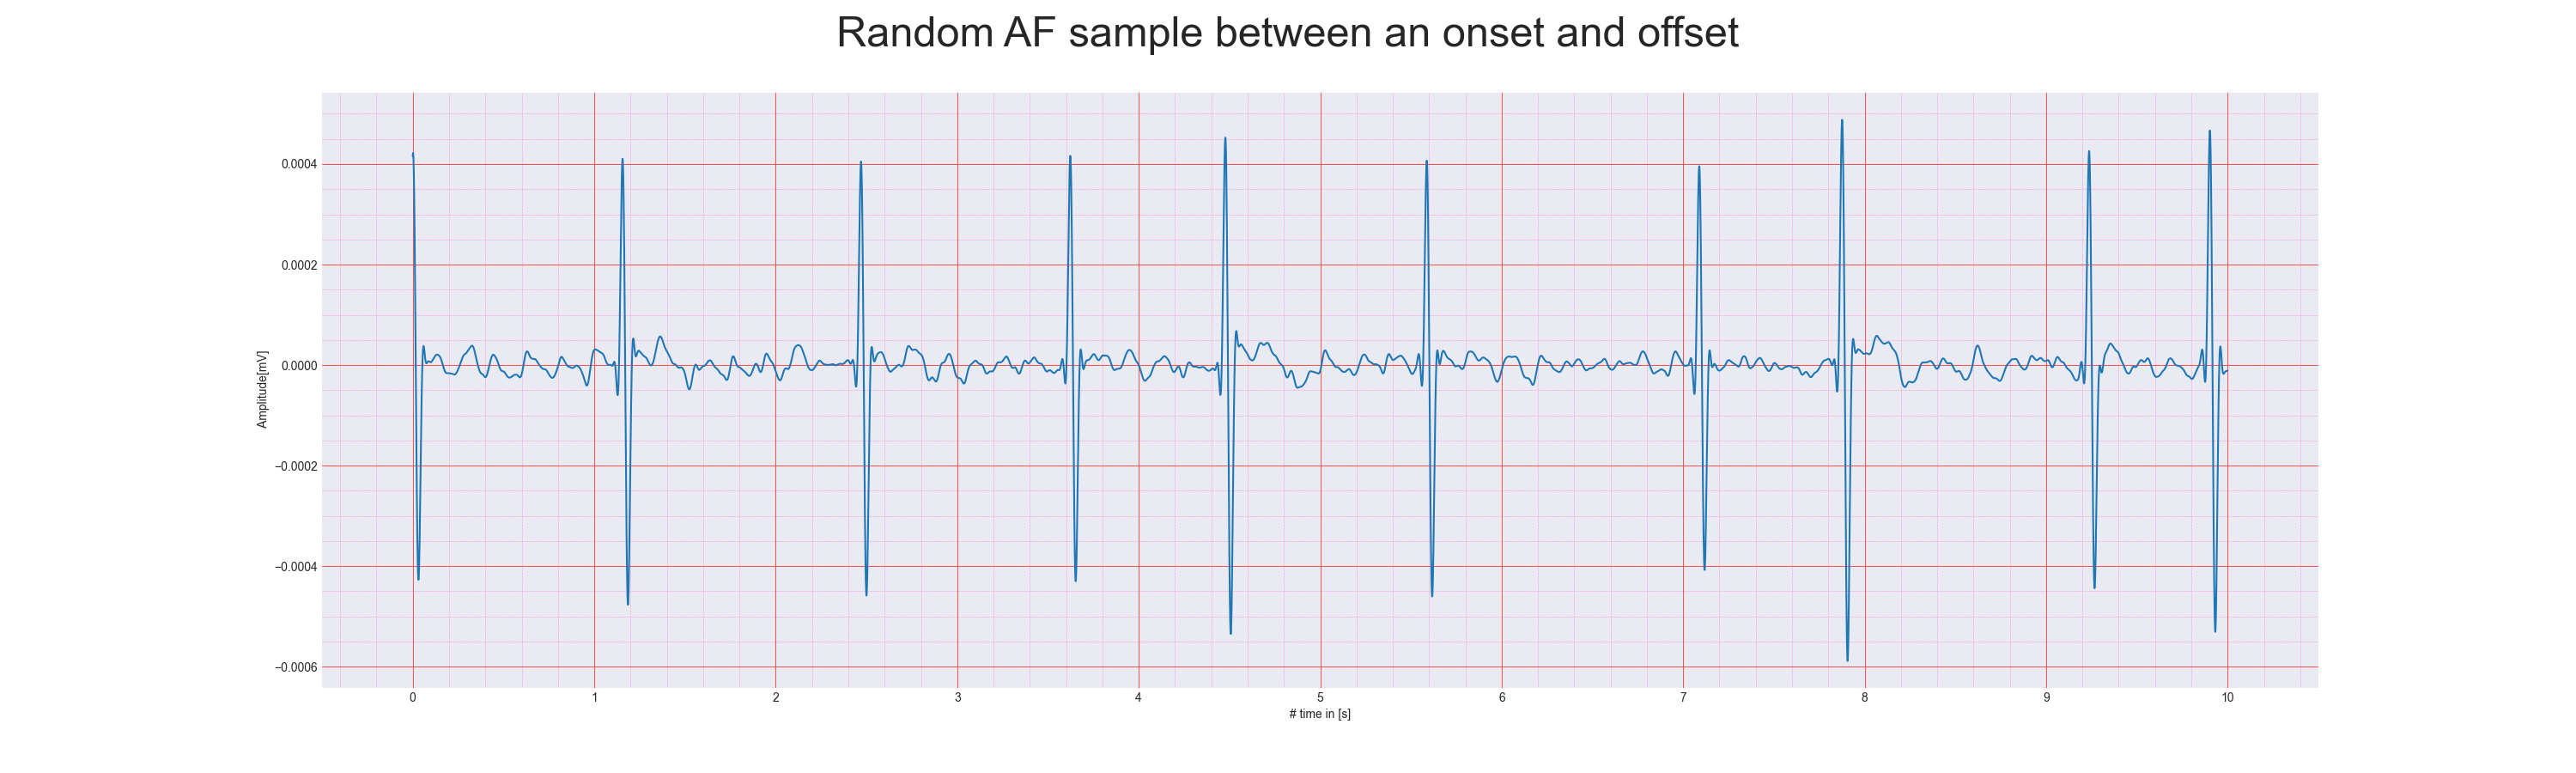 Random AF sample between an onset and offset
0.0004
0.0002
0.0000
−0.0002
−0.0004
−0.0006
Amplitude[mV]
0 1 2 3 4 5 6 7 8 9 10
# time in [s]